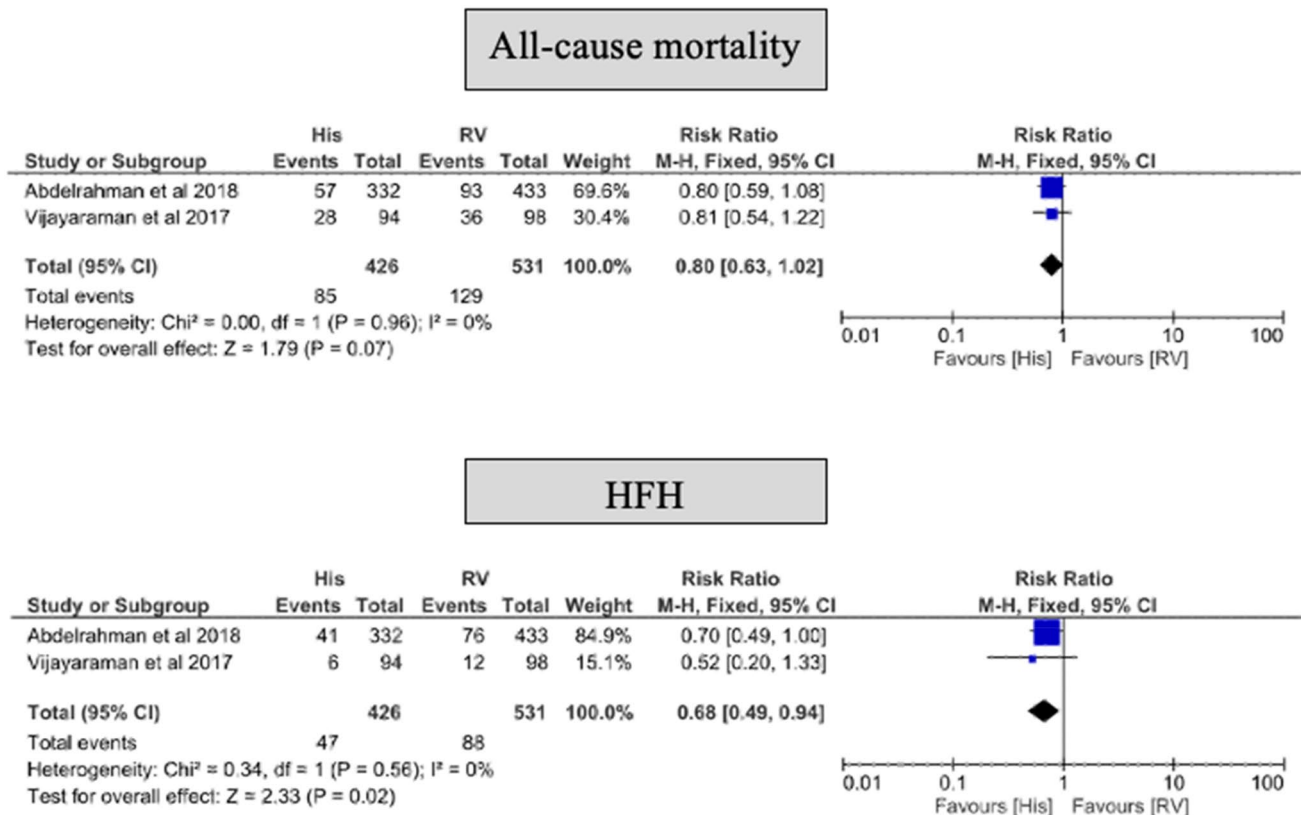 All-cause mortality
His RV Risk Ratio Risk Ratio
Study or Subgroup Events Total Events Total Weight M-H, Fixed, 95% CI M-H, Fixed, 95% CI
Abdelrahman et al 2018 57 332 93 433 69.6% 0.80 [0.59, 1.08]
Vijayaraman et al 2017 28 94 36 98 30.4% 0.81 [0.54, 1.22]
Total (95% CI) 426 531 100.0% 0.80 [0.63, 1.02]
Total events 85 129
Heterogeneity: Chi² = 0.00, df = 1 (P = 0.96); I² = 0%
Test for overall effect: Z = 1.79 (P = 0.07)
0.01 0.1 1 10 100
Favours [His] Favours [RV]
HFH
His RV Risk Ratio Risk Ratio
Study or Subgroup Events Total Events Total Weight M-H, Fixed, 95% CI M-H, Fixed, 95% CI
Abdelrahman et al 2018 41 332 76 433 84.9% 0.70 [0.49, 1.00]
Vijayaraman et al 2017 6 94 12 98 15.1% 0.52 [0.20, 1.33]
Total (95% CI) 426 531 100.0% 0.68 [0.49, 0.94]
Total events 47 88
Heterogeneity: Chi² = 0.34, df = 1 (P = 0.56); I² = 0%
Test for overall effect: Z = 2.33 (P = 0.02)
0.01 0.1 1 10 100
Favours [His] Favours [RV]